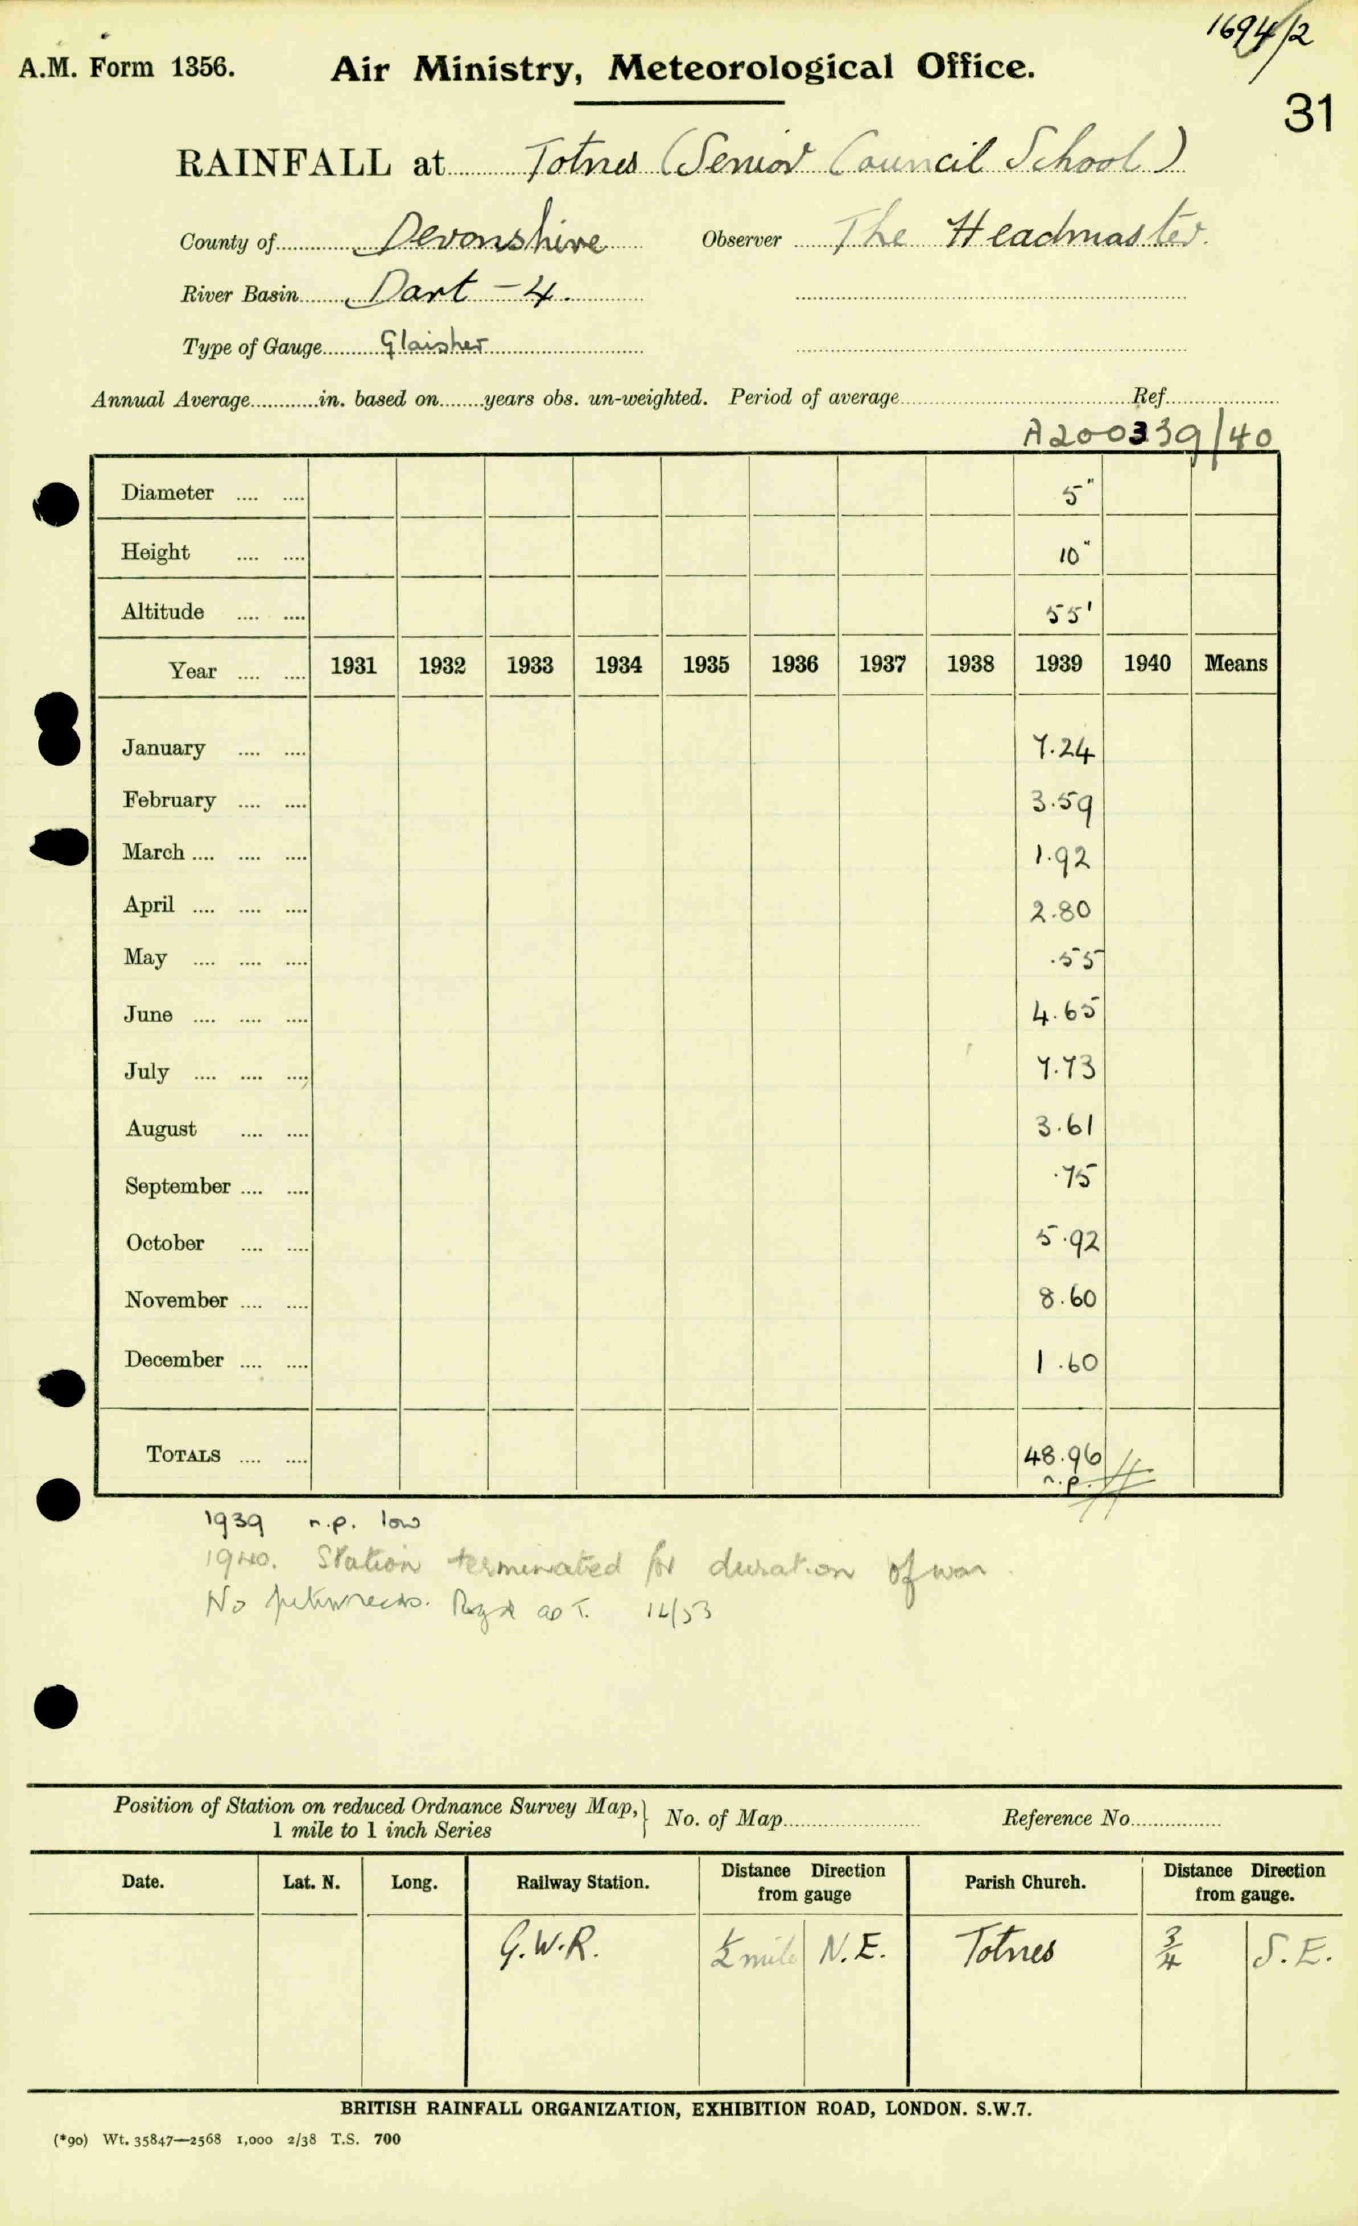 1694/2
A.M. Form 1356. Air Ministry, Meteorological Office.
31
RAINFALL at Totnes (Senior Council School)
County of Devonshire Observer The Headmaster.
River Basin Dart - 4.
Type of Gauge Glaisher
Annual Average............in. based on........years obs. un-weighted. Period of average........................Ref....................
A200339/40
Diameter .... .... 5"
Height .... .... 10"
Altitude .... .... 55'
Year .... .... 1931 1932 1933 1934 1935 1936 1937 1938 1939 1940 Means
January .... .... 7.24
February .... .... 3.59
March .... .... .... 1.92
April .... .... .... 2.80
May .... .... .... .55
June .... .... .... 4.65
July .... .... .... 7.73
August .... .... 3.61
September .... .... .75
October .... .... 5.92
November .... .... 8.60
December .... .... 1.60
TOTALS .... .... 48.96
n.p.
1939 n.p. low
1940. Station terminated for duration of war.
No 12/53
Position of Station on reduced Ordnance Survey Map, } No. of Map........................ Reference No................
1 mile to 1 inch Series
Date. Lat. N. Long. Railway Station. Distance Direction from gauge Parish Church. Distance Direction from gauge.
G.W.R. ½ mile N.E. Totnes ¾ S.E.
BRITISH RAINFALL ORGANIZATION, EXHIBITION ROAD, LONDON. S.W.7.
(*90) Wt. 35847—2568 1,000 2/38 T.S. 700